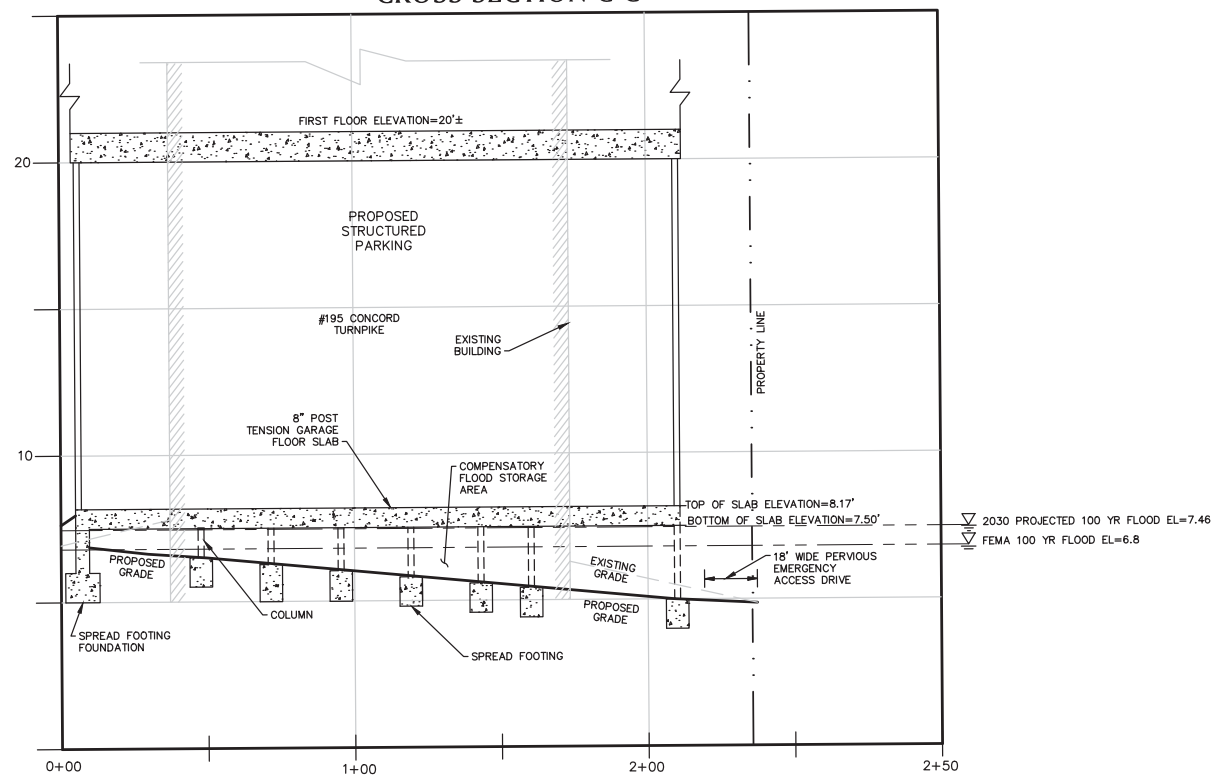 FIRST FLOOR ELEVATION=20'±
20
PROPOSED
STRUCTURED
PARKING
#195 CONCORD
TURNPIKE
EXISTING
BUILDING
PROPERTY LINE
8" POST
TENSION GARAGE
FLOOR SLAB
10
COMPENSATORY
FLOOD STORAGE
AREA
TOP OF SLAB ELEVATION=8.17'
BOTTOM OF SLAB ELEVATION=7.50'
2030 PROJECTED 100 YR FLOOD EL=7.46
FEMA 100 YR FLOOD EL=6.8
18' WIDE PERVIOUS
EMERGENCY
ACCESS DRIVE
PROPOSED
GRADE
EXISTING
GRADE
PROPOSED
GRADE
COLUMN
SPREAD FOOTING
FOUNDATION
SPREAD FOOTING
0+00
1+00
2+00
2+50